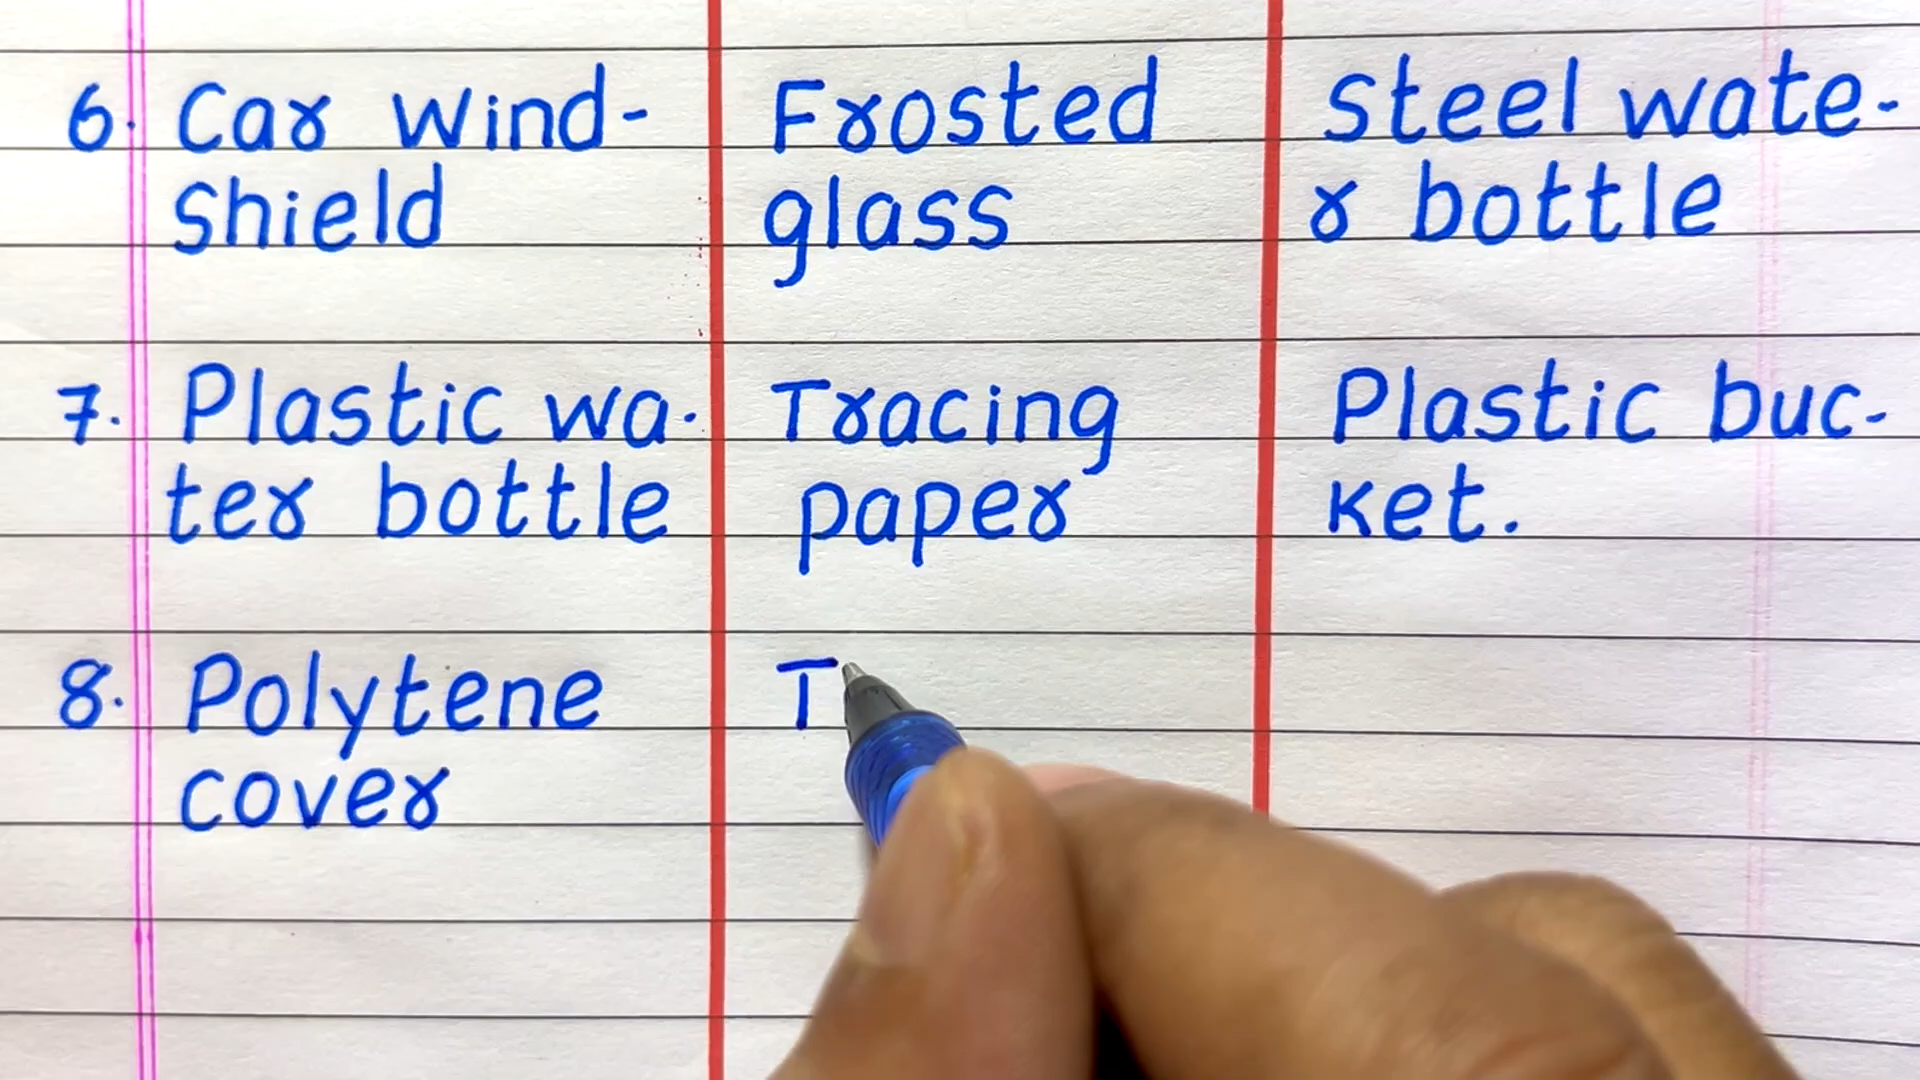 6. Car wind- Frosted Steel wate-
shield glass r bottle
7. Plastic wa- Tracing Plastic buc-
ter bottle paper ket.
8. Polytene T
cover